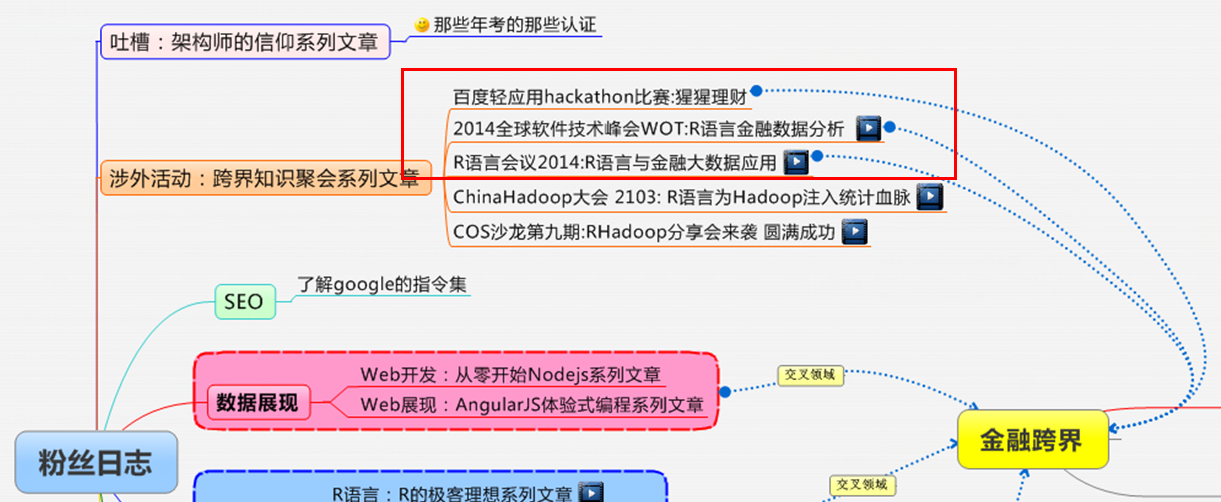 那些年考的那些认证
吐槽：架构师的信仰系列文章
百度轻应用hackathon比赛:猩猩理财
2014全球软件技术峰会WOT:R语言金融数据分析
R语言会议2014:R语言与金融大数据应用
涉外活动：跨界知识聚会系列文章
ChinaHadoop大会 2103: R语言为Hadoop注入统计血脉
COS沙龙第九期:RHadoop分享会来袭 圆满成功
了解google的指令集
SEO
Web开发：从零开始Nodejs系列文章
交叉领域
数据展现
Web展现：AngularJS体验式编程系列文章
金融跨界
粉丝日志
交叉领域
R语言：R的极客理想系列文章